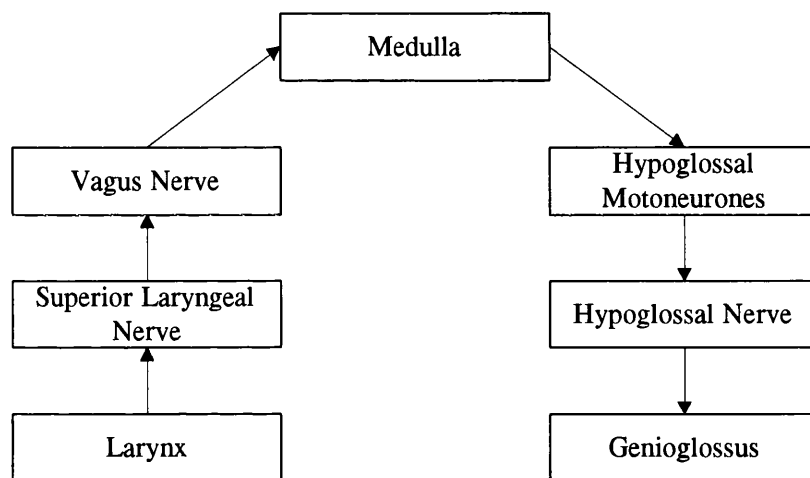 Medulla
Vagus Nerve
Hypoglossal
Motoneurones
Superior Laryngeal
Nerve
Hypoglossal Nerve
Larynx
Genioglossus